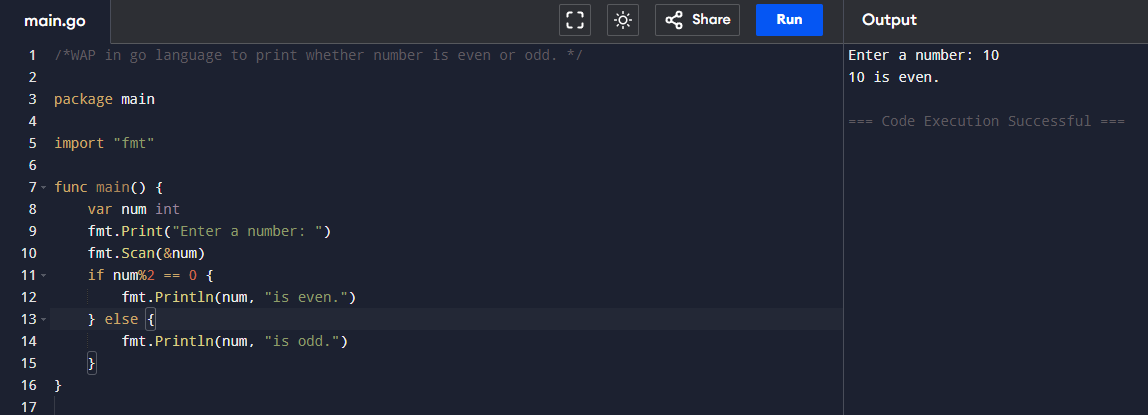 main.go
Share
Run
Output
1 /*WAP in go language to print whether number is even or odd. */
2
3 package main
4
5 import "fmt"
6
7 func main() {
8     var num int
9     fmt.Print("Enter a number: ")
10     fmt.Scan(&num)
11     if num%2 == 0 {
12         fmt.Println(num, "is even.")
13     } else {
14         fmt.Println(num, "is odd.")
15     }
16 }
17
Enter a number: 10
10 is even.
=== Code Execution Successful ===